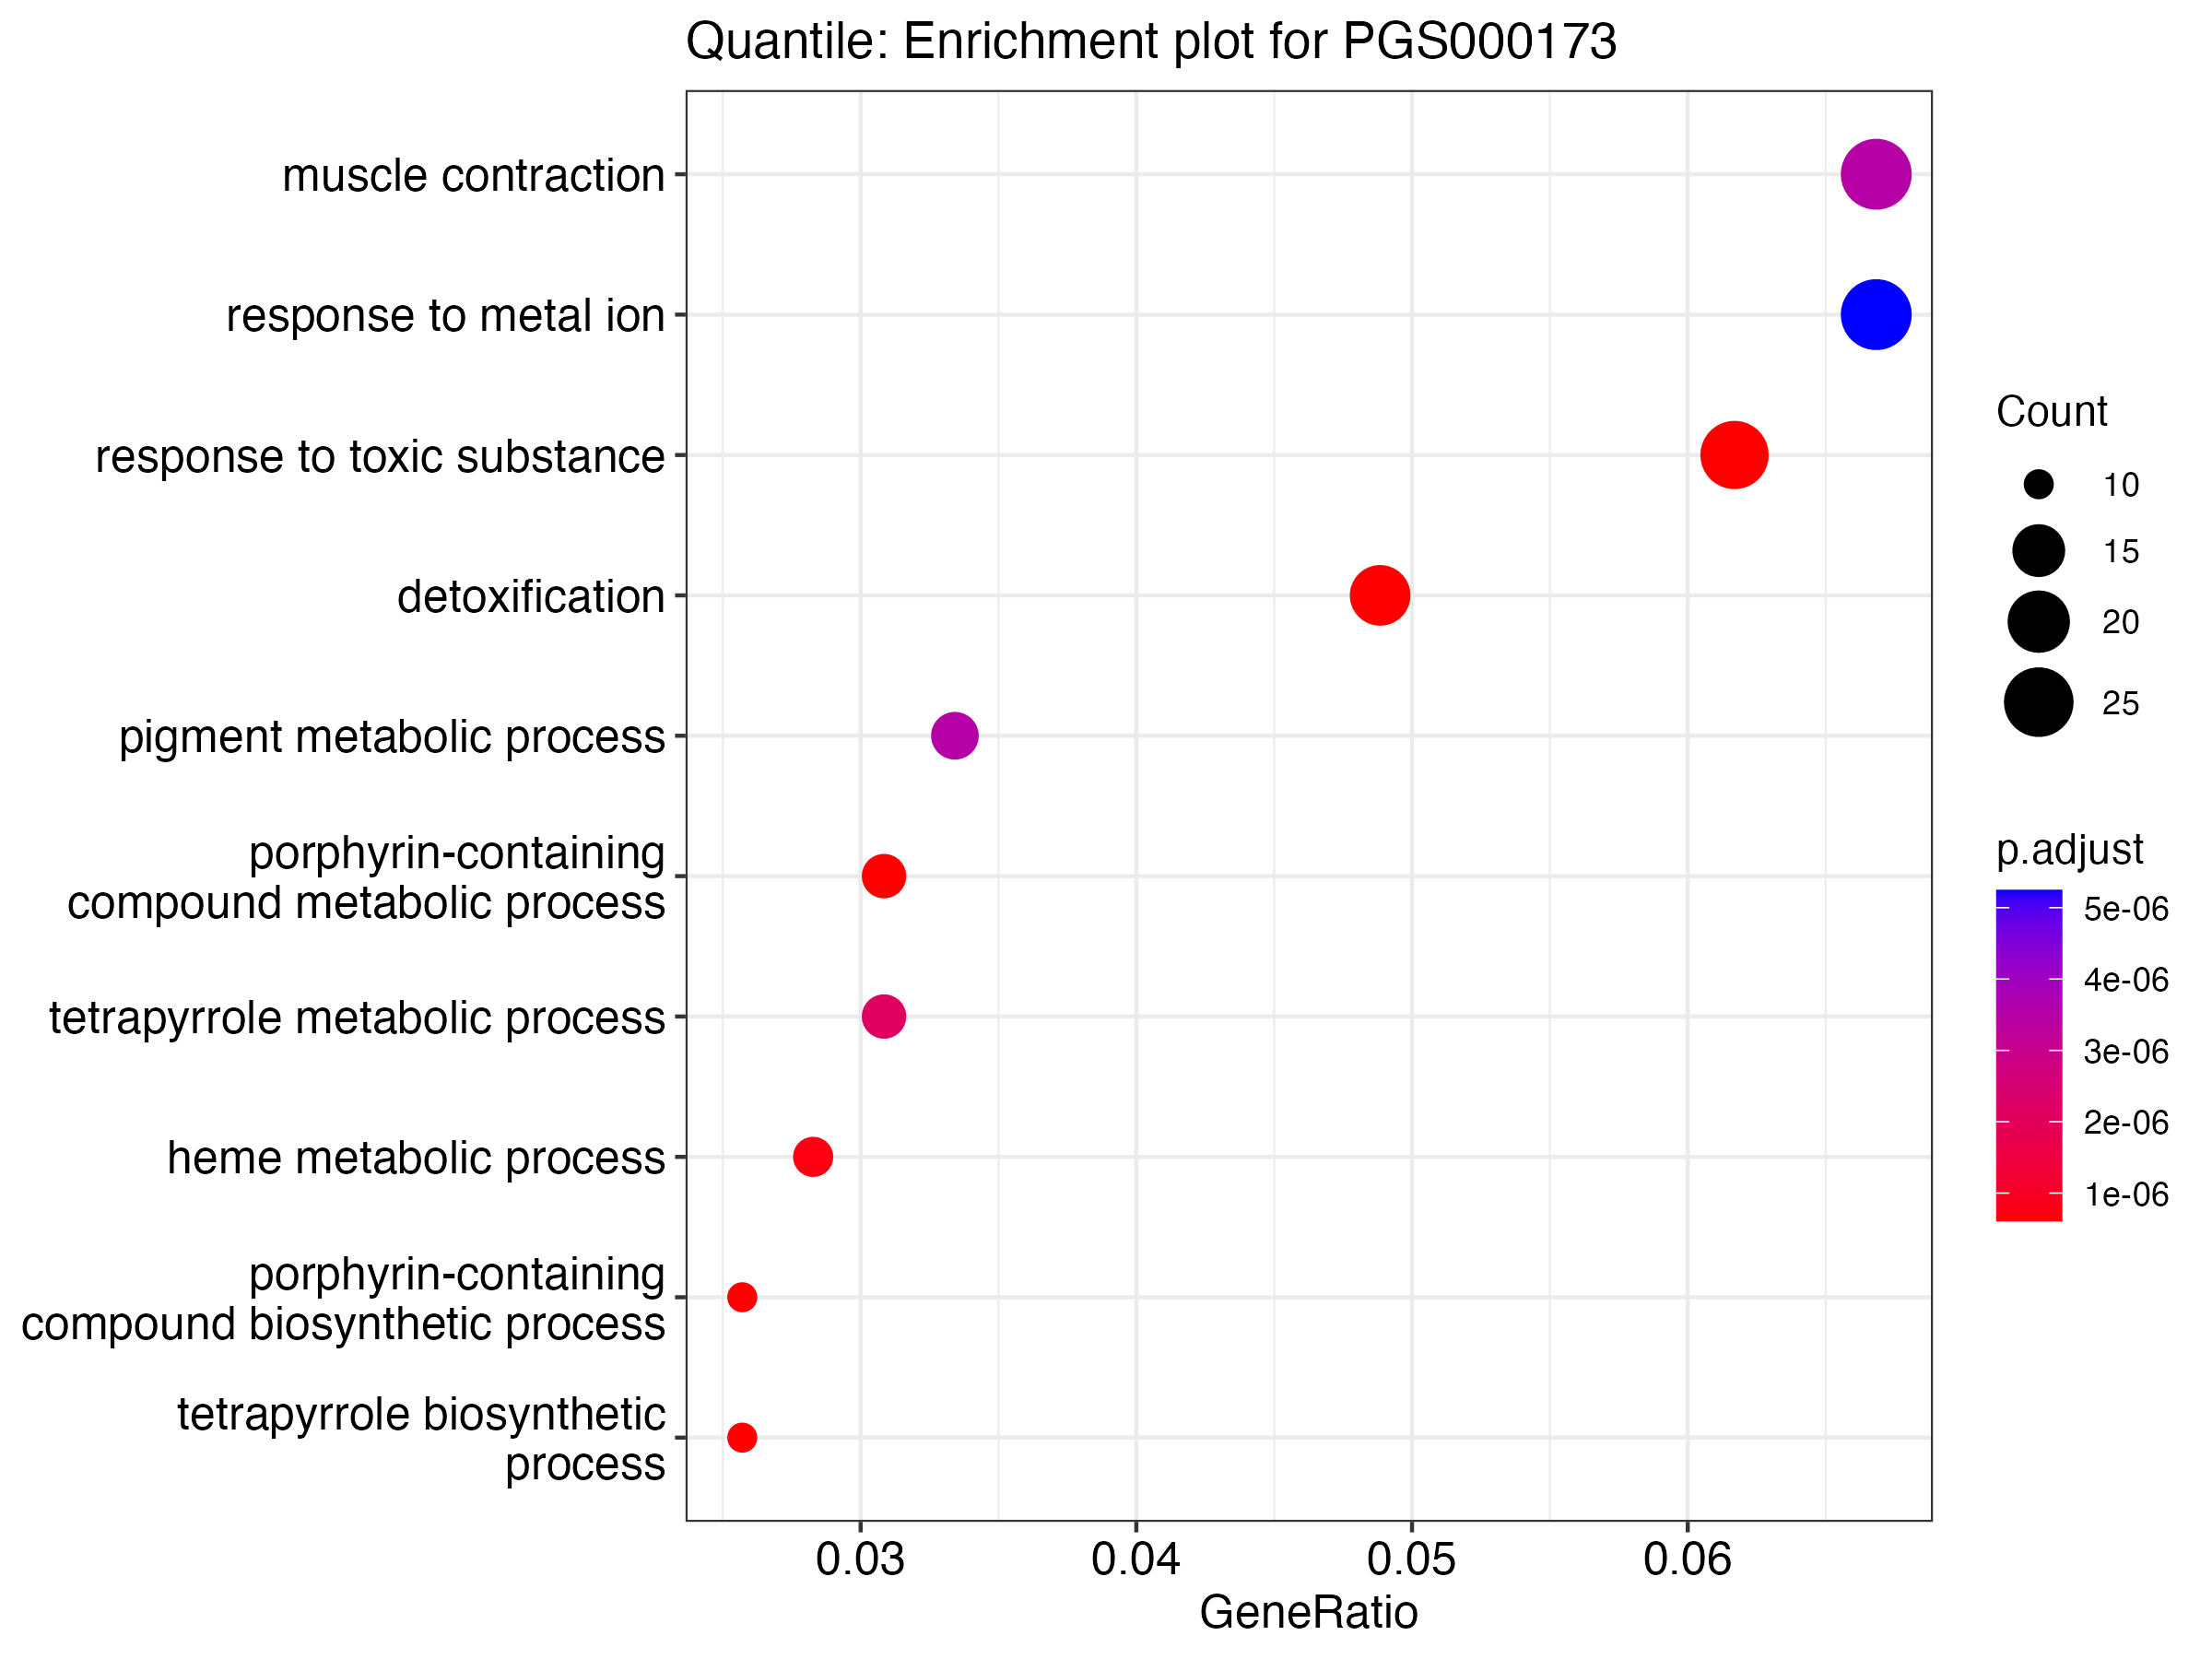 Quantile: Enrichment plot for PGS000173
muscle contraction
response to metal ion
response to toxic substance
detoxification
pigment metabolic process
porphyrin-containing
compound metabolic process
tetrapyrrole metabolic process
heme metabolic process
porphyrin-containing
compound biosynthetic process
tetrapyrrole biosynthetic
process
0.03
0.04
0.05
0.06
GeneRatio
Count
10
15
20
25
p.adjust
5e-06
4e-06
3e-06
2e-06
1e-06